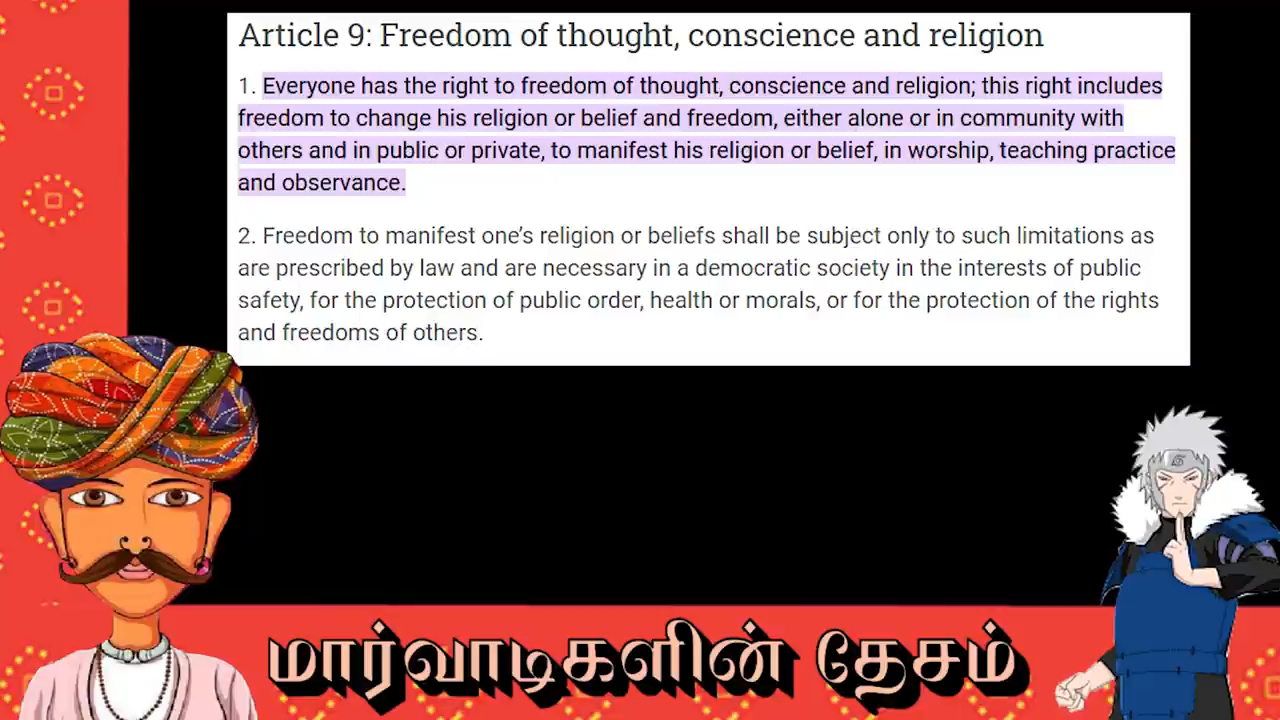 Article 9: Freedom of thought, conscience and religion
1. Everyone has the right to freedom of thought, conscience and religion; this right includes
freedom to change his religion or belief and freedom, either alone or in community with
others and in public or private, to manifest his religion or belief, in worship, teaching practice
and observance.
2. Freedom to manifest one’s religion or beliefs shall be subject only to such limitations as
are prescribed by law and are necessary in a democratic society in the interests of public
safety, for the protection of public order, health or morals, or for the protection of the rights
and freedoms of others.
மார்வாடிகளின் தேசம்